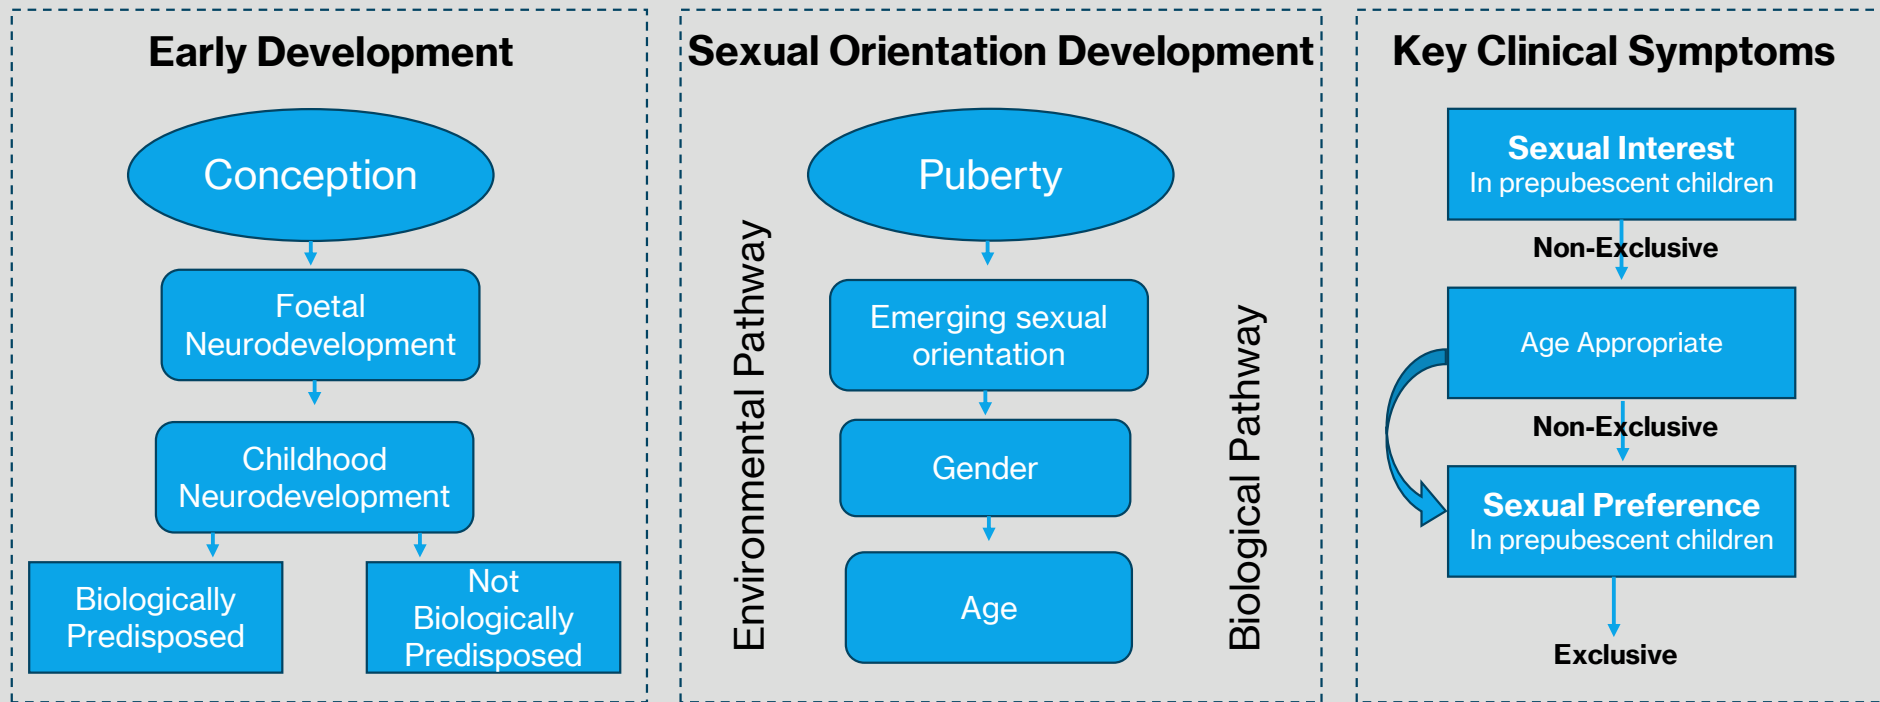 Early Development
Conception
Foetal
Neurodevelopment
Childhood
Neurodevelopment
Biologically
Predisposed
Not
Biologically
Predisposed
Sexual Orientation Development
Environmental Pathway
Puberty
Emerging sexual
orientation
Gender
Age
Biological Pathway
Key Clinical Symptoms
Sexual Interest
In prepubescent children
Non-Exclusive
Age Appropriate
Non-Exclusive
Sexual Preference
In prepubescent children
Exclusive